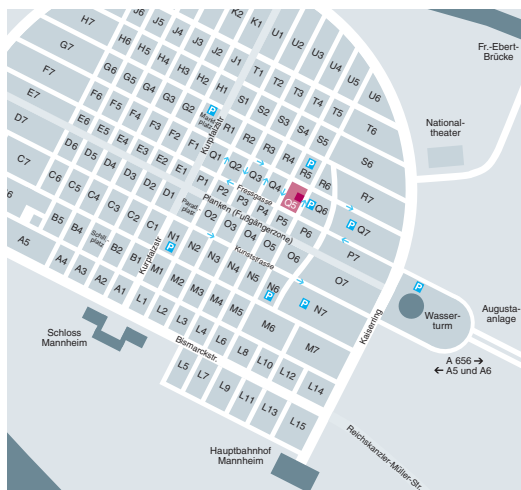 K2
K1
J5
U1
H7
J4
U2
J3
U3
G7
H6
J2
T1
U4
Fr.-Ebert-
Brücke
H5
J1
T2
U5
F7
G6
H4
T3
U6
H3
S1
T4
E7
G5
H2
S2
T5
F6
G4
H1
S3
T6
D7
F5
G3
P
S4
National-
theater
E6
G2
Markt-
platz
R1
S5
E5
F4
Kurpfalzstr.
R2
S6
C7
D6
E4
F3
R3
P
D5
E3
F2
Q1
R4
R5
C6
D4
E2
F1
Q2
Q3
R6
R7
D3
E1
P1
Fressgasse
Q4
C5
D2
P2
Q5
P
Q6
B5
C4
D1
Parade-
platz
P3
Planken (Fußgängerzone)
P4
P
Q7
C3
O2
P5
B4
C2
O3
P6
P7
A5
Schiller-
platz
C1
N1
P
O4
O5
B2
Kurpfalzstr.
N2
Kunststrasse
O6
A4
B1
N3
O7
A3
M1
N4
P
A2
M2
N5
A1
M3
N6
P
P
N7
Wasser-
turm
Augusta-
anlage
L1
M4
L2
M5
Kaiserring
L3
M6
Schloss
Mannheim
L4
Bismarckstr.
L6
M7
A 656
A5 und A6
L8
L5
L10
L7
L12
L9
L14
L11
L13
L15
Hauptbahnhof
Mannheim
Reichskanzler-Müller-Str.